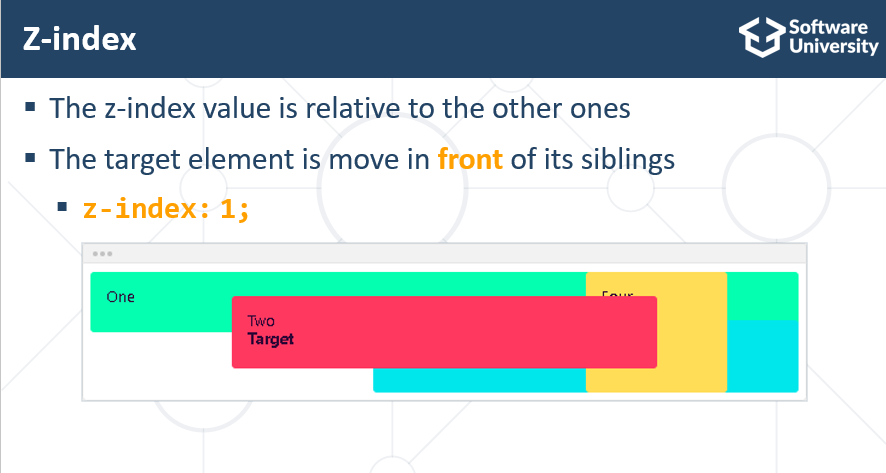 Z-index
Software
University
The z-index value is relative to the other ones
The target element is move in front of its siblings
z-index: 1;
One
Four
Two
Target